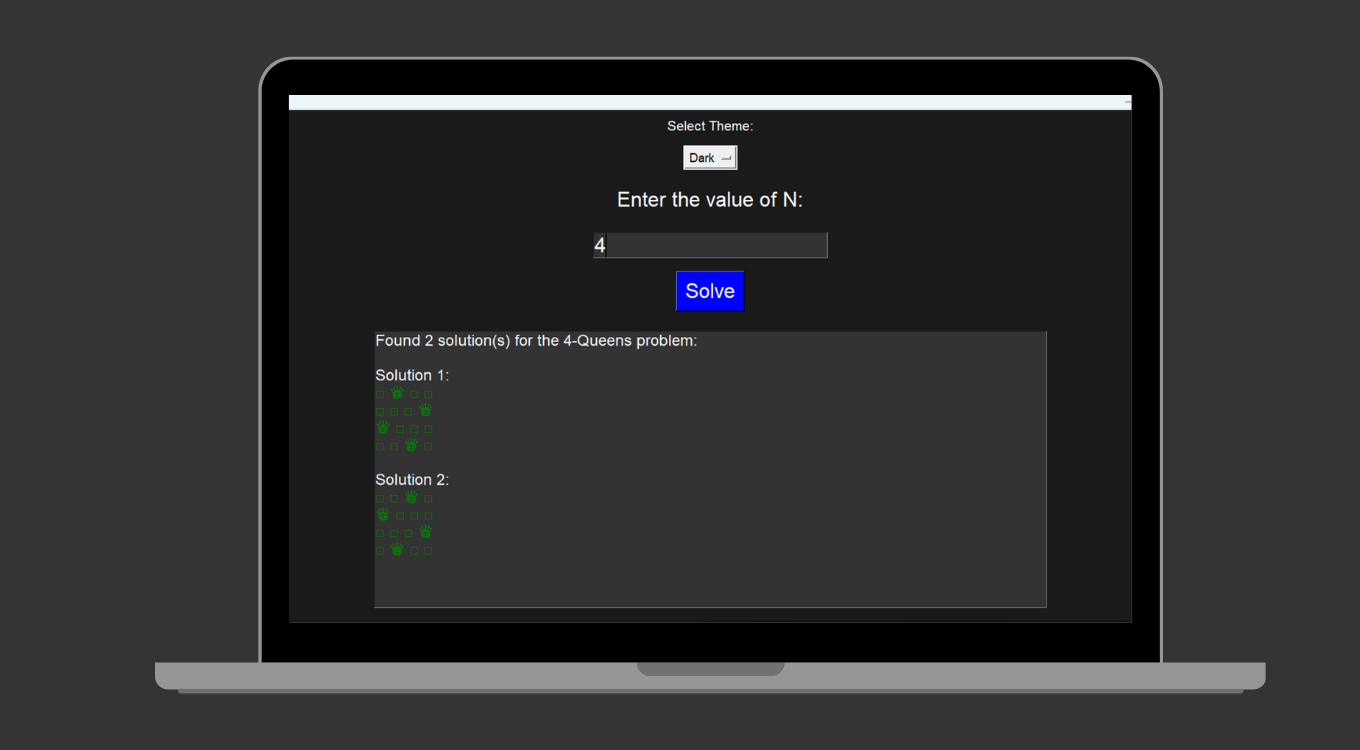 Select Theme:
Dark
Enter the value of N:
4
Solve
Found 2 solution(s) for the 4-Queens problem:
Solution 1:
□ ♛ □ □
□ □ □ ♛
♛ □ □ □
□ □ ♛ □
Solution 2:
□ □ ♛ □
♛ □ □ □
□ □ □ ♛
□ ♛ □ □